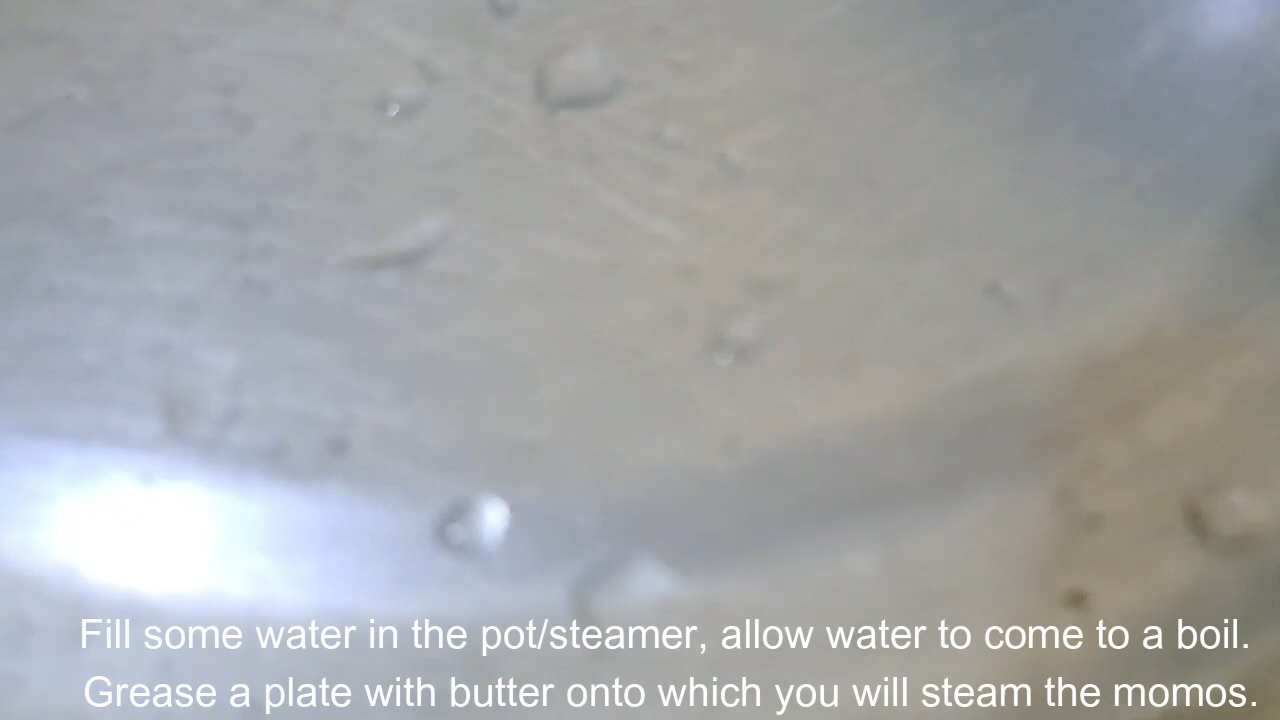 Fill some water in the pot/steamer, allow water to come to a boil.
Grease a plate with butter onto which you will steam the momos.